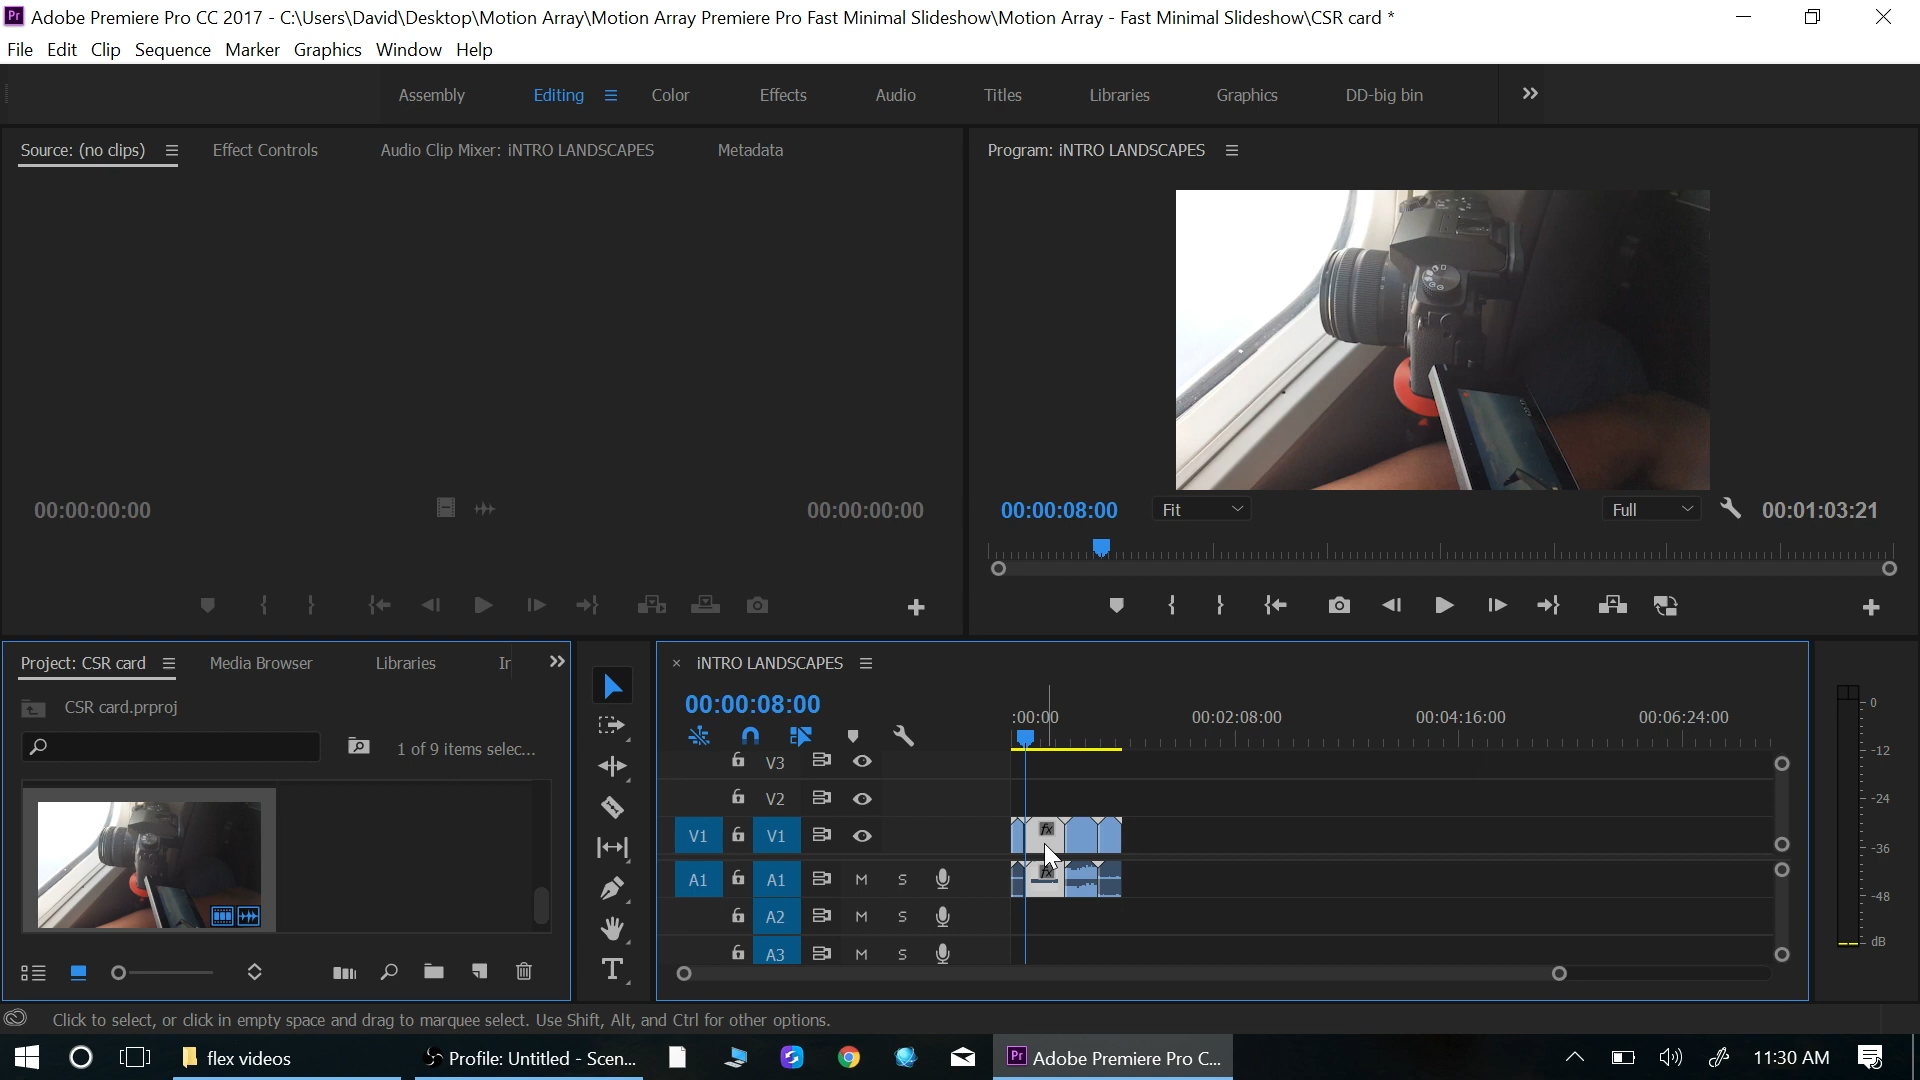 Adobe Premiere Pro CC 2017 - C:\Users\David\Desktop\Motion Array\Motion Array Premiere Pro Fast Minimal Slideshow\Motion Array - Fast Minimal Slideshow\CSR card *
File Edit Clip Sequence Marker Graphics Window Help
Assembly Editing Color Effects Audio Titles Libraries Graphics DD-big bin
Source: (no clips) Effect Controls Audio Clip Mixer: iNTRO LANDSCAPES Metadata
Program: iNTRO LANDSCAPES
00:00:00:00 00:00:00:00
00:00:08:00 Fit Full 00:01:03:21
Project: CSR card Media Browser Libraries Ir
CSR card.prproj
1 of 9 items selec...
× iNTRO LANDSCAPES
00:00:08:00
:00:00 00:02:08:00 00:04:16:00 00:06:24:00
V3
V2
V1 V1 fx
A1 A1 M S fx
A2 M S
A3 M S
T
0
-12
-24
-36
-48
dB
Click to select, or click in empty space and drag to marquee select. Use Shift, Alt, and Ctrl for other options.
flex videos Profile: Untitled - Scen... Pr Adobe Premiere Pro C... 11:30 AM